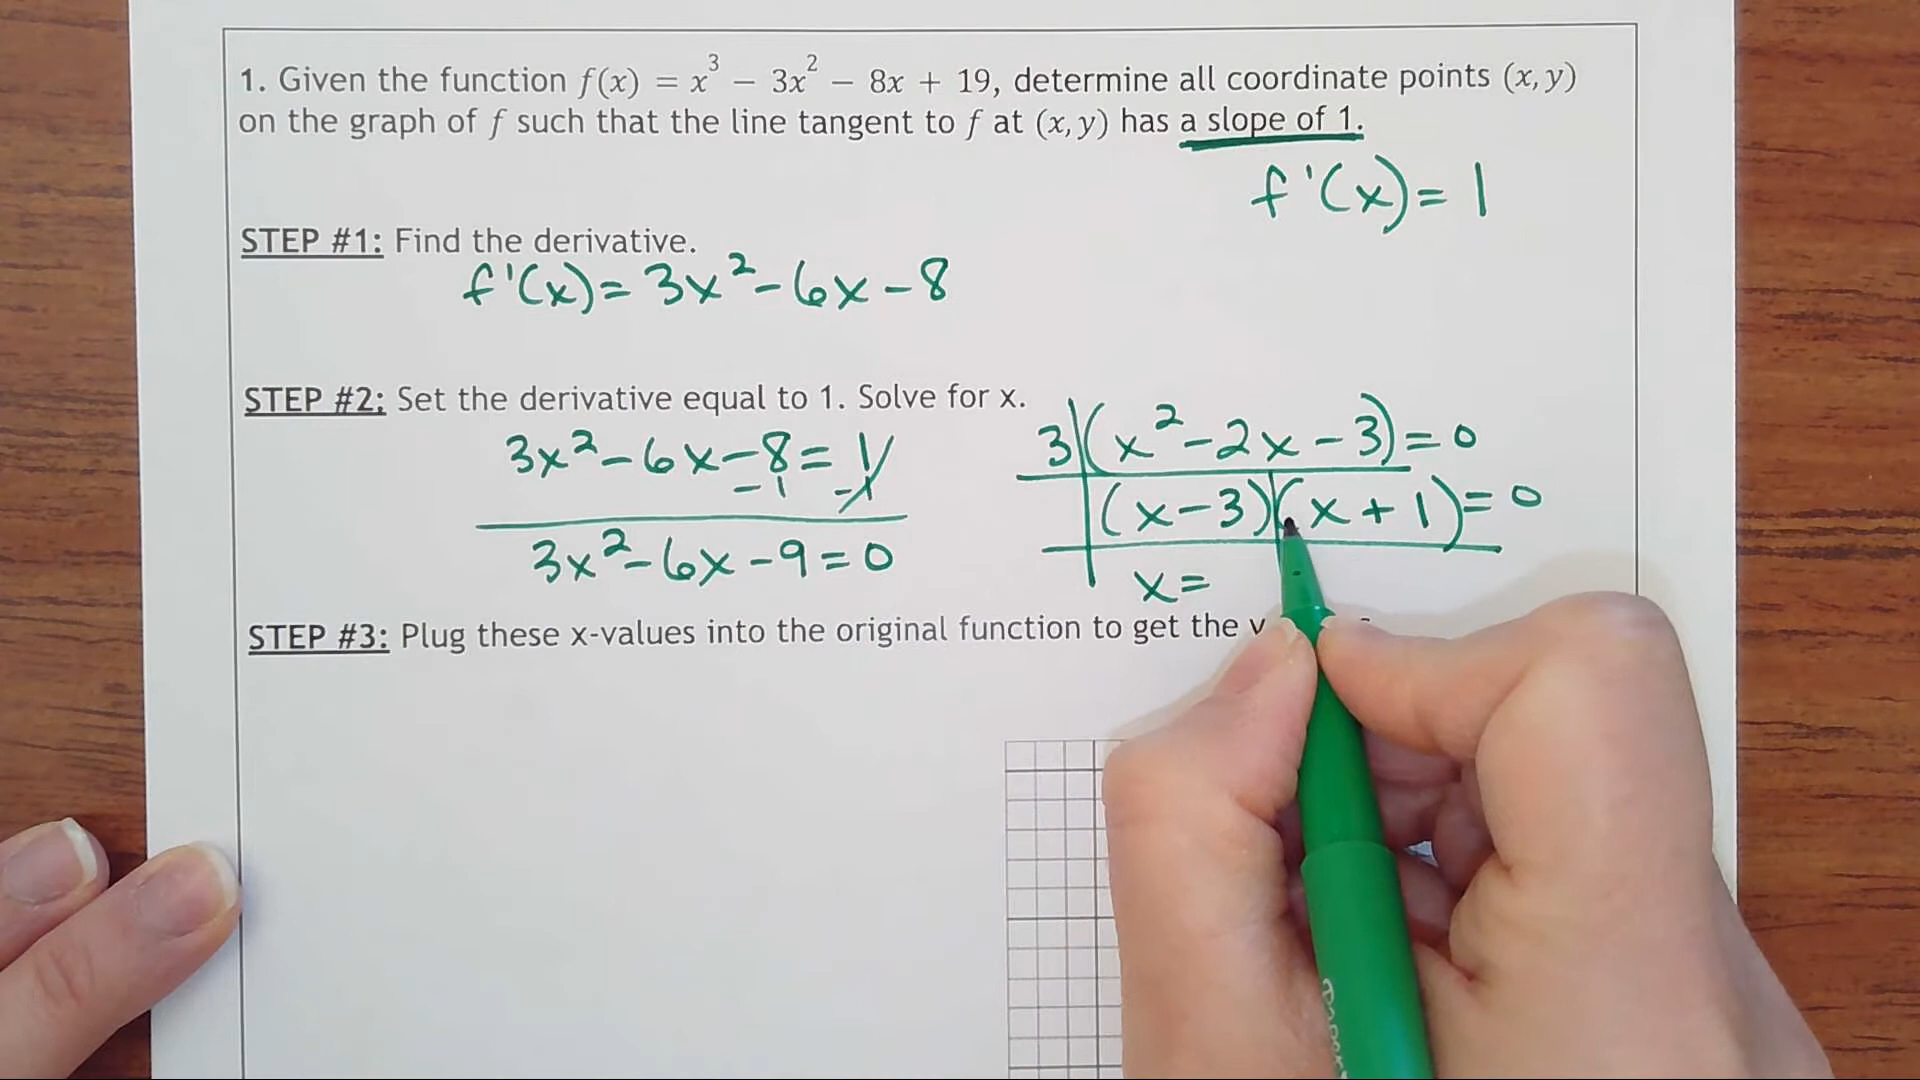 1. Given the function f(x) = x³ − 3x² − 8x + 19, determine all coordinate points (x, y)
on the graph of f such that the line tangent to f at (x, y) has a slope of 1.
f'(x) = 1
STEP #1: Find the derivative.
f'(x) = 3x² − 6x − 8
STEP #2: Set the derivative equal to 1. Solve for x.
3x² − 6x − 8 = 1
−1 −1
3x² − 6x − 9 = 0
3(x² − 2x − 3) = 0
(x − 3)(x + 1) = 0
x =
STEP #3: Plug these x-values into the original function to get the